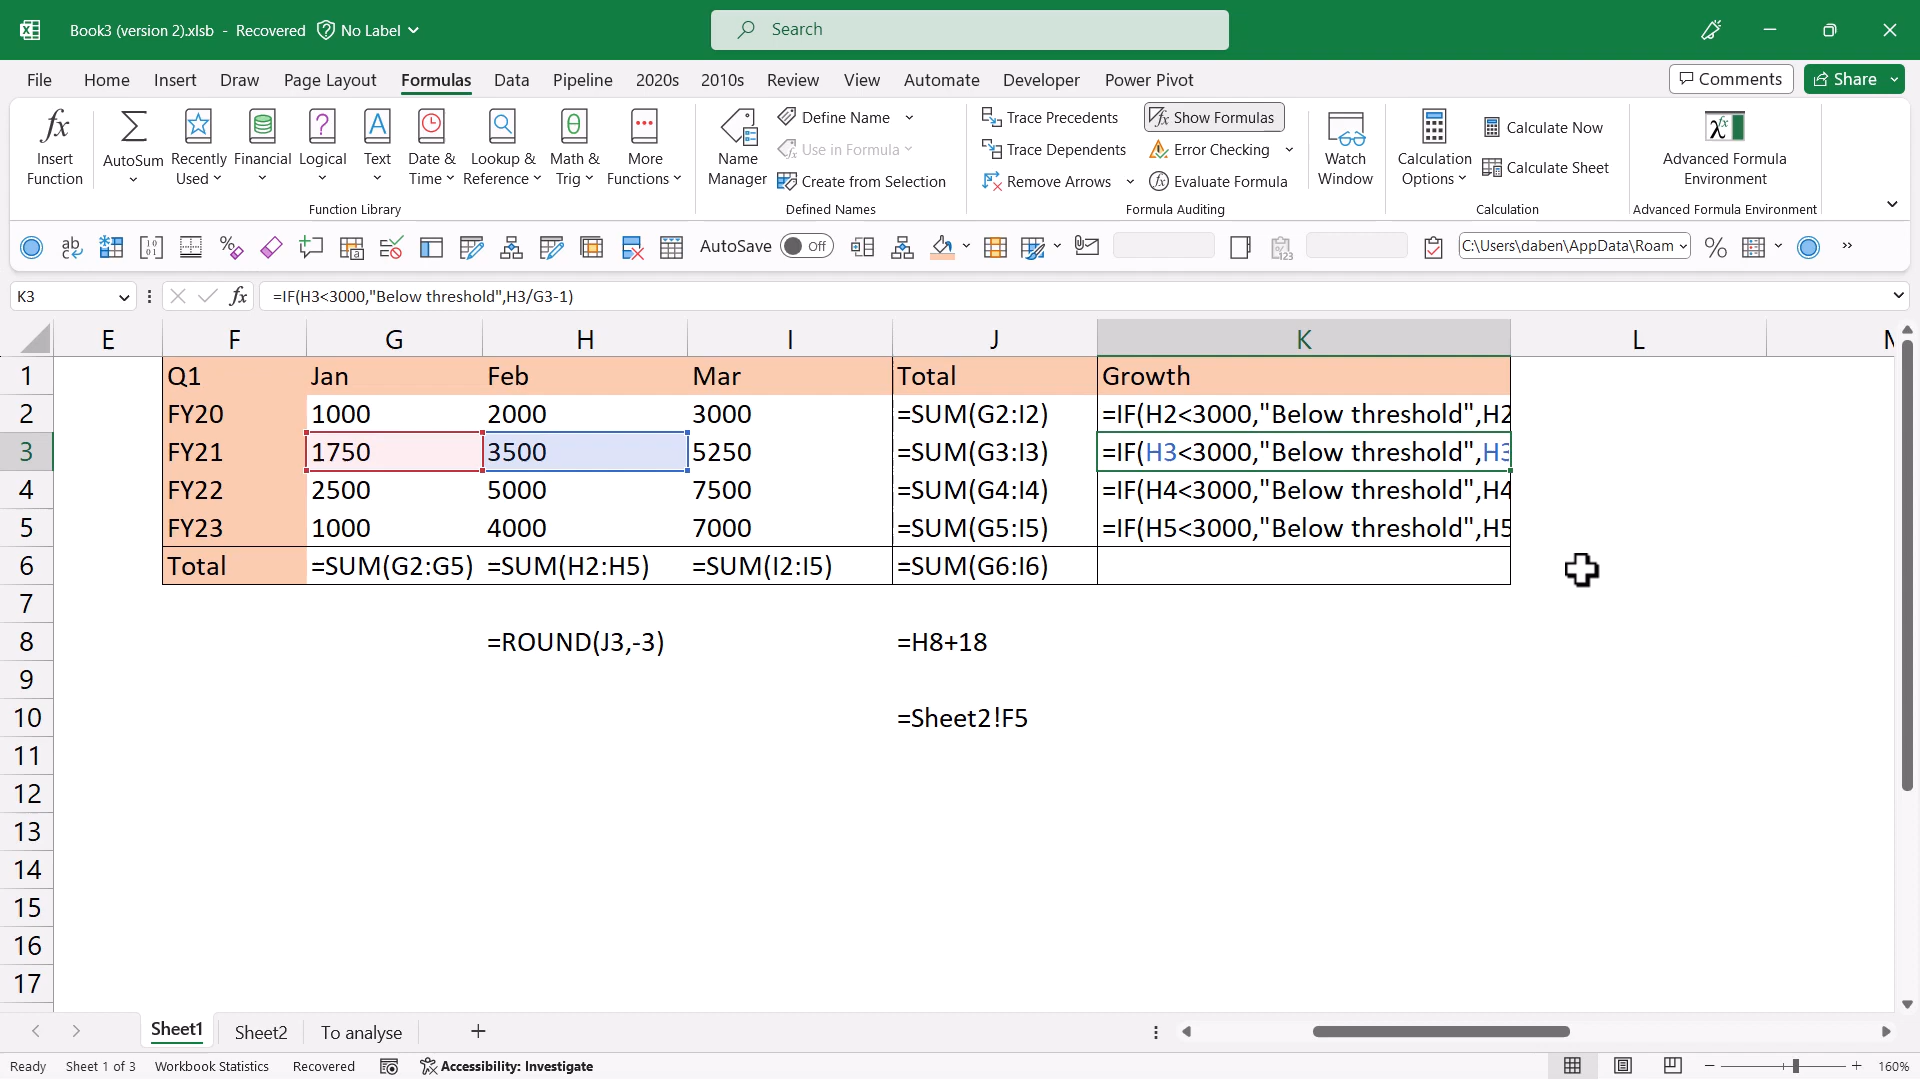 Book3 (version 2).xlsb - Recovered No Label
Search
File Home Insert Draw Page Layout Formulas Data Pipeline 2020s 2010s Review View Automate Developer Power Pivot Comments Share
Insert Function
AutoSum
Recently Used
Financial
Logical
Text
Date & Time
Lookup & Reference
Math & Trig
More Functions
Function Library
Name Manager
Define Name
Use in Formula
Create from Selection
Defined Names
Trace Precedents
Trace Dependents
Remove Arrows
Show Formulas
Error Checking
Evaluate Formula
Formula Auditing
Watch Window
Calculation Options
Calculate Now
Calculate Sheet
Calculation
Advanced Formula Environment
Advanced Formula Environment
AutoSave Off C:\Users\daben\AppData\Roam
K3 fx =IF(H3<3000,"Below threshold",H3/G3-1)
E F G H I J K L
1 Q1 Jan Feb Mar Total Growth
2 FY20 1000 2000 3000 =SUM(G2:I2) =IF(H2<3000,"Below threshold",H2
3 FY21 1750 3500 5250 =SUM(G3:I3) =IF(H3<3000,"Below threshold",H3
4 FY22 2500 5000 7500 =SUM(G4:I4) =IF(H4<3000,"Below threshold",H4
5 FY23 1000 4000 7000 =SUM(G5:I5) =IF(H5<3000,"Below threshold",H5
6 Total =SUM(G2:G5) =SUM(H2:H5) =SUM(I2:I5) =SUM(G6:I6)
7
8 =ROUND(J3,-3) =H8+18
9
10 =Sheet2!F5
11
12
13
14
15
16
17
Sheet1 Sheet2 To analyse
Ready Sheet 1 of 3 Workbook Statistics Recovered Accessibility: Investigate 160%